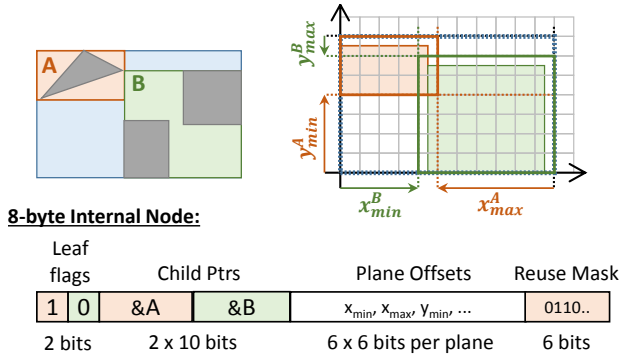 A
B
y^B_max
y^A_min
x^B_min
x^A_max
8-byte Internal Node:
Leaf flags
Child Ptrs
Plane Offsets
Reuse Mask
1
0
&A
&B
x_min, x_max, y_min, ...
0110..
2 bits
2 x 10 bits
6 x 6 bits per plane
6 bits